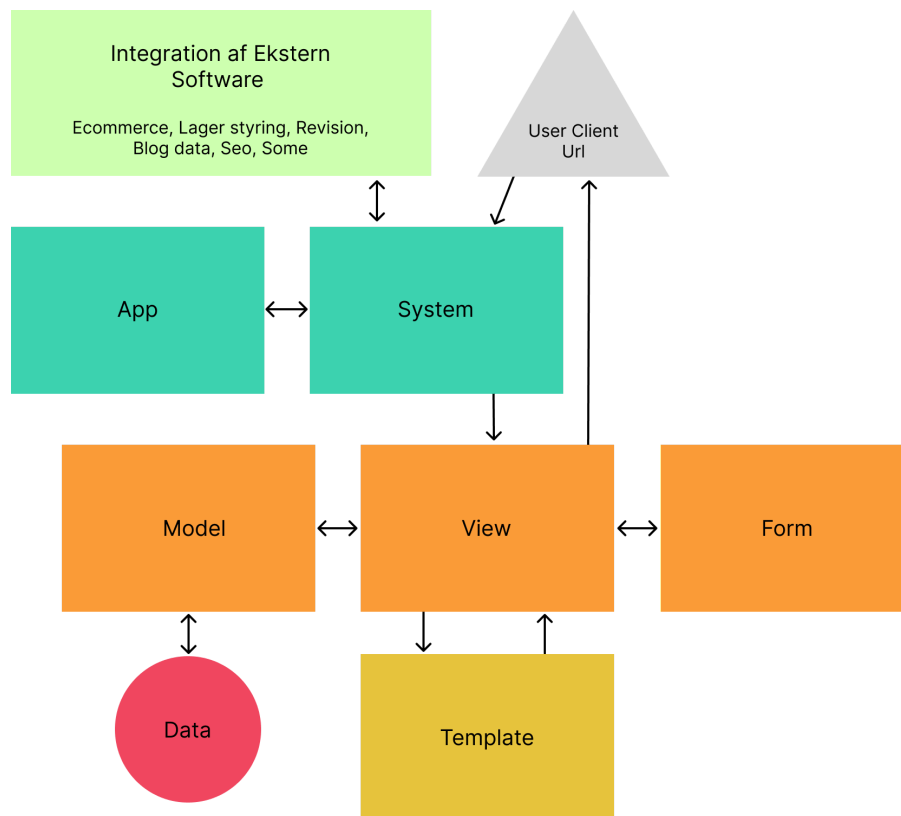 Integration af Ekstern
Software
Ecommerce, Lager styring, Revision,
Blog data, Seo, Some
User Client
Url
App
System
Model
View
Form
Data
Template